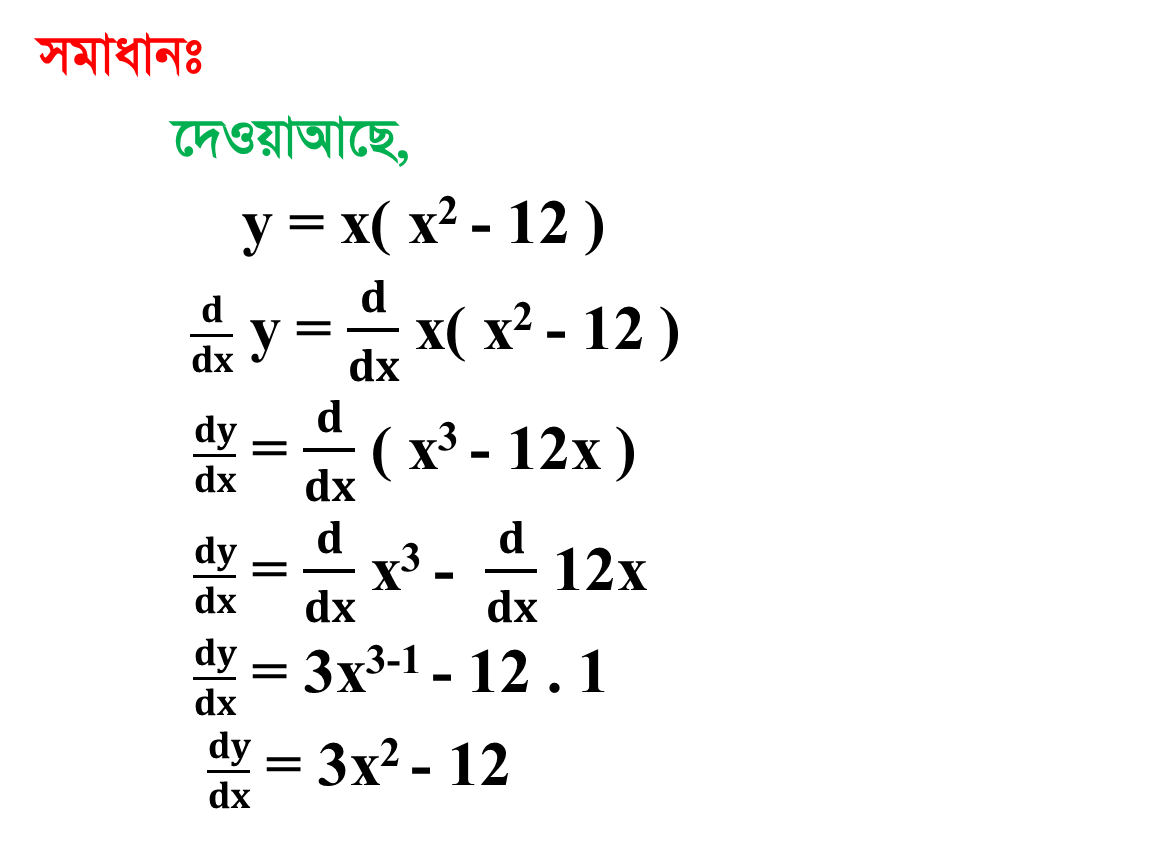 সমাধানঃ
দেওয়াআছে,
y = x( x² - 12 )
d/dx y = d/dx x( x² - 12 )
dy/dx = d/dx ( x³ - 12x )
dy/dx = d/dx x³ - d/dx 12x
dy/dx = 3x³⁻¹ - 12 . 1
dy/dx = 3x² - 12